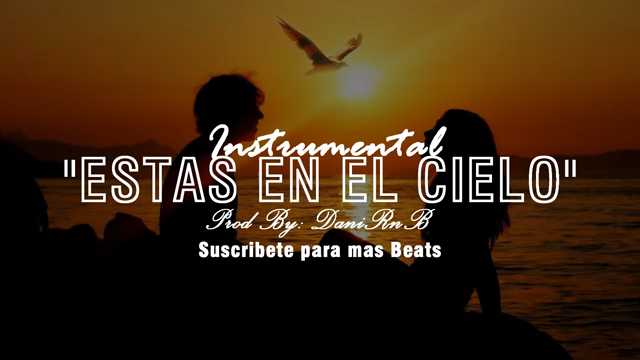 Instrumental
"ESTAS EN EL CIELO"
Prod By: DaniRnB
Suscribete para mas Beats